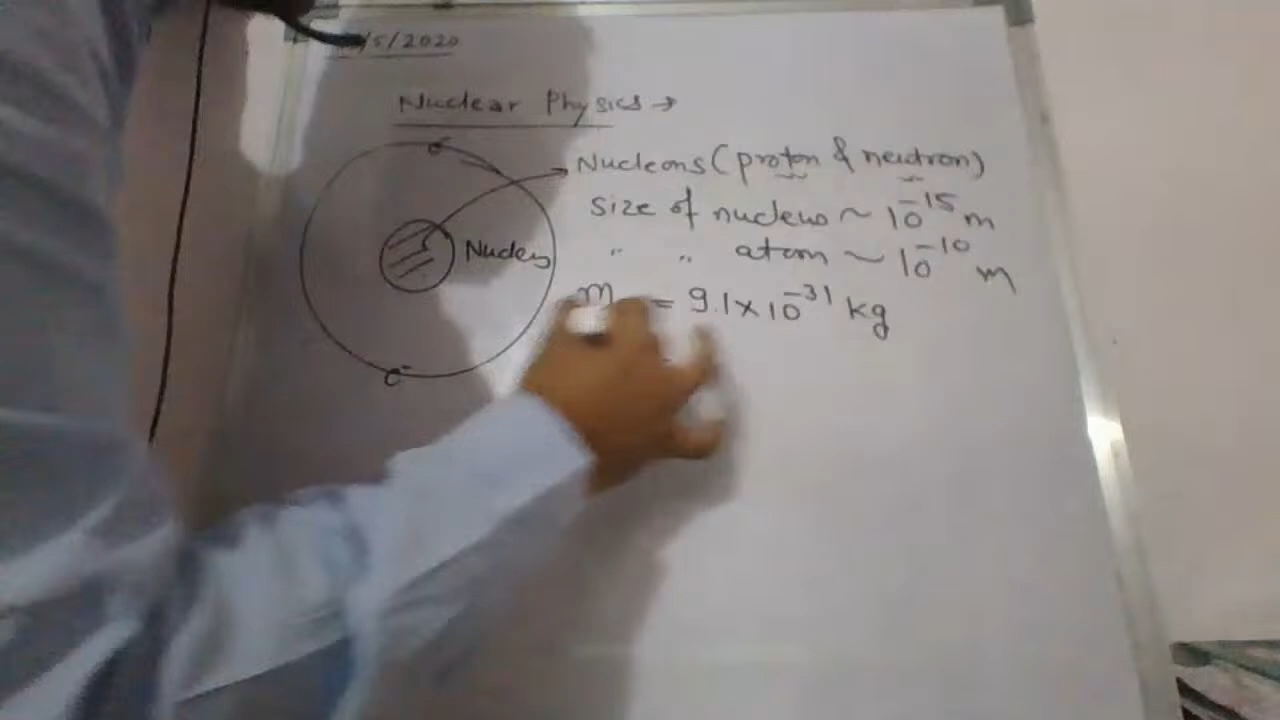 /5/2020
Nuclear Physics →
e⁻
Nucleons (proton & neutron)
size of nucleus ~ 10⁻¹⁵ m
" " atom ~ 10⁻¹⁰ m
Nucleus
m = 9.1 × 10⁻³¹ kg
e⁻